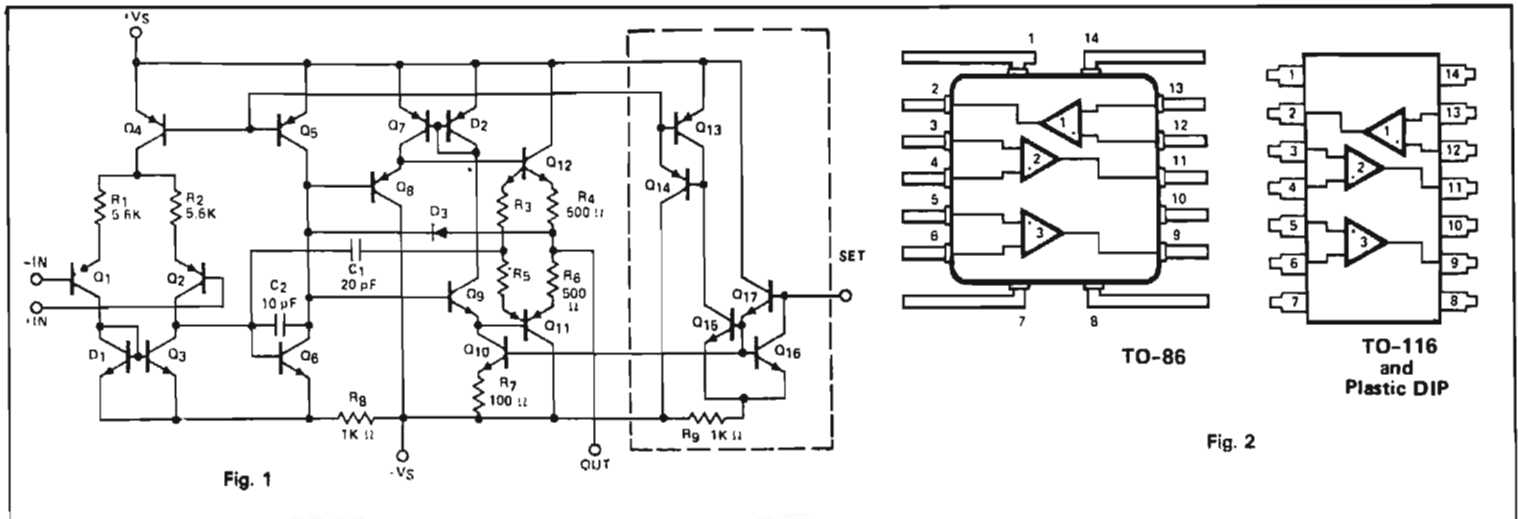 +VS
Q4
Q5
Q7
D2
Q12
Q13
Q14
Q8
R1
5.6K
R2
5.6K
R3
R4
500 Ω
D3
-IN
+IN
Q1
Q2
C1
20 pF
C2
10 pF
R5
R6
500
Ω
Q9
Q11
Q10
D1
Q3
Q6
R7
100 Ω
R8
1K Ω
-VS
OUT
SET
Q17
Q15
Q16
R9 1K Ω
Fig. 1
1 14
2 13
3 12
4 11
5 10
6 9
7 8
1
2
3
TO-86
1 14
2 13
3 12
4 11
5 10
6 9
7 8
1
2
3
TO-116
and
Plastic DIP
Fig. 2